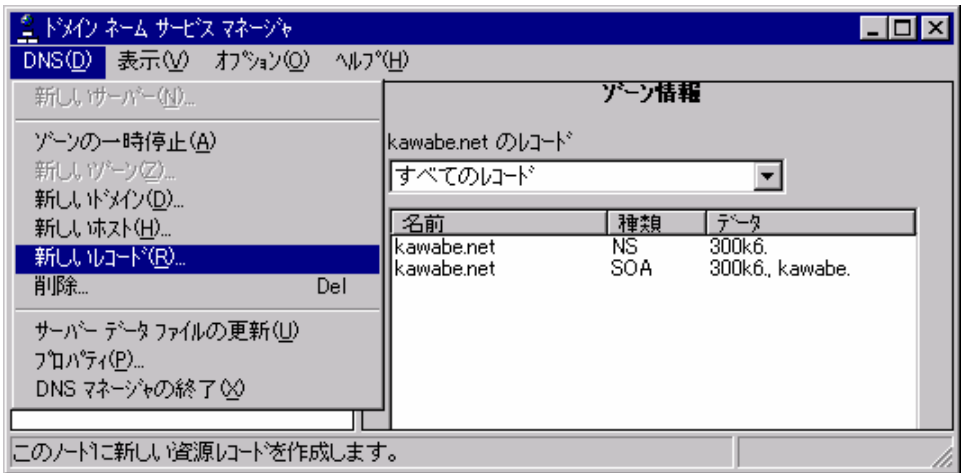 ドメイン ネーム サービス マネージャ
DNS(D) 表示(V) オプション(O) ヘルプ(H)
新しいサーバー(N)...
ゾーンの一時停止(A)
新しいゾーン(Z)...
新しいドメイン(D)...
新しいホスト(H)...
新しいレコード(R)...
削除... Del
サーバー データ ファイルの更新(U)
プロパティ(P)...
DNS マネージャの終了(X)
ゾーン情報
kawabe.net のレコード
すべてのレコード
名前 種類 データ
kawabe.net NS 300k6.
kawabe.net SOA 300k6., kawabe.
このノードに新しい資源レコードを作成します。